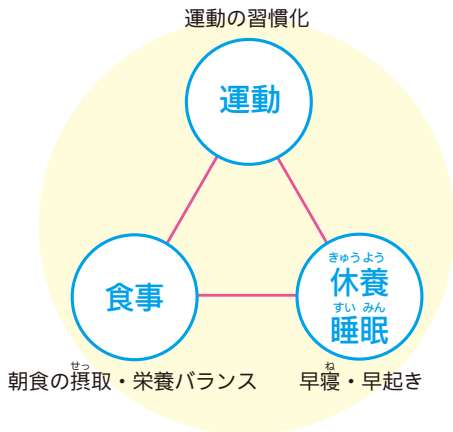 運動の習慣化
運動
食事
きゅうよう
休養
すいみん
睡眠
せっ
朝食の摂取・栄養バランス
ね
早寝・早起き